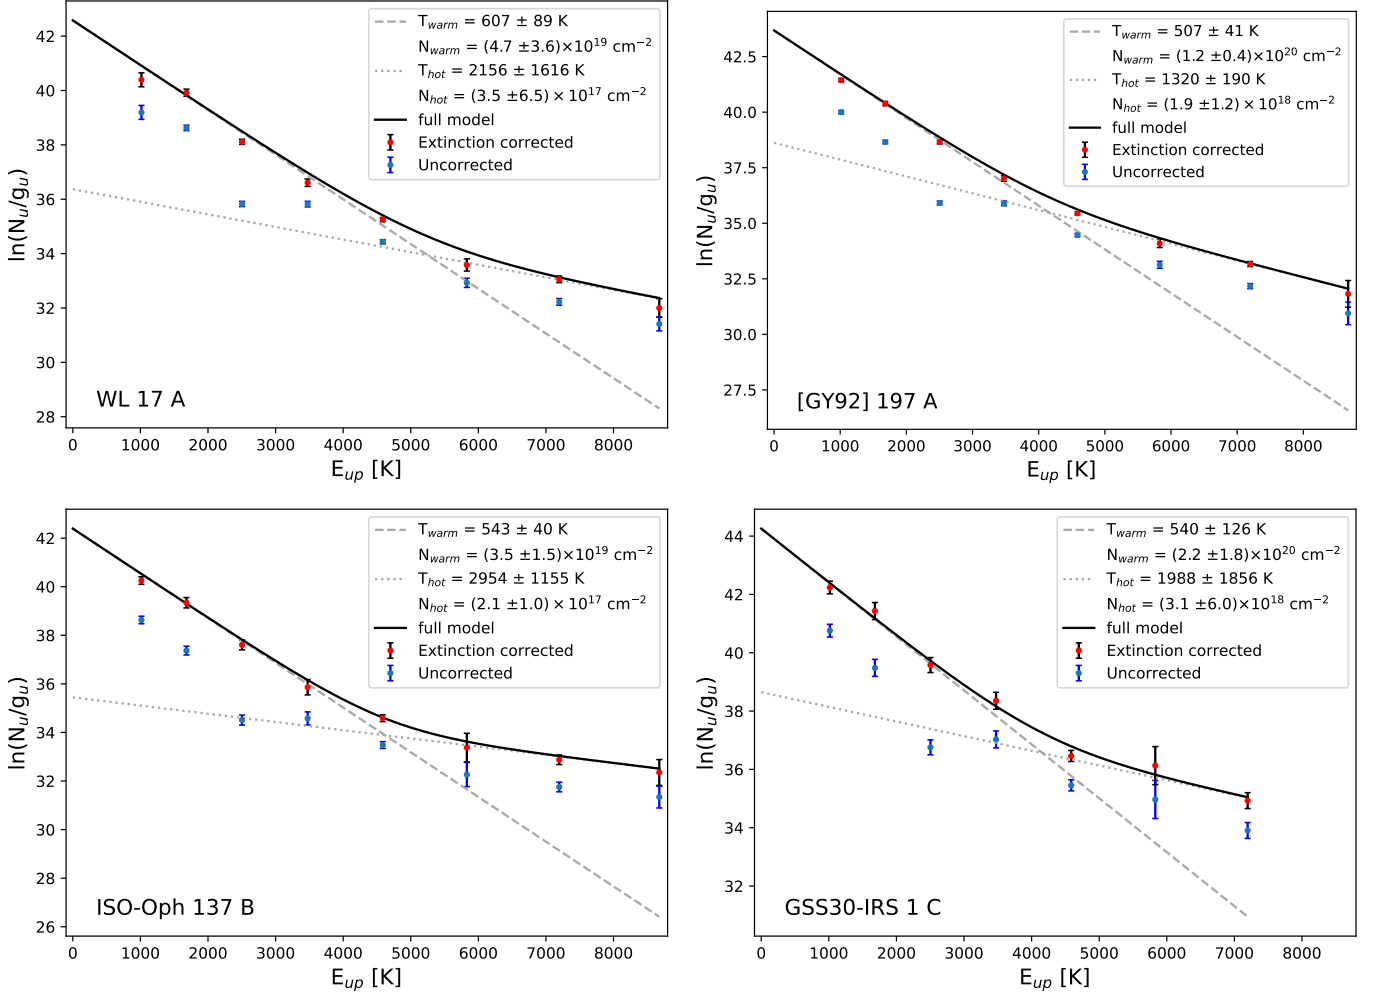 T_warm = 607 ± 89 K
N_warm = (4.7 ±3.6)×10^19 cm^−2
T_hot = 2156 ± 1616 K
N_hot = (3.5 ±6.5) × 10^17 cm^−2
full model
Extinction corrected
Uncorrected
42
40
38
36
34
32
30
28
ln(N_u/g_u)
WL 17 A
0 1000 2000 3000 4000 5000 6000 7000 8000
E_up [K]
T_warm = 507 ± 41 K
N_warm = (1.2 ±0.4)×10^20 cm^−2
T_hot = 1320 ± 190 K
N_hot = (1.9 ±1.2) × 10^18 cm^−2
full model
Extinction corrected
Uncorrected
42.5
40.0
37.5
35.0
32.5
30.0
27.5
ln(N_u/g_u)
[GY92] 197 A
0 1000 2000 3000 4000 5000 6000 7000 8000
E_up [K]
T_warm = 543 ± 40 K
N_warm = (3.5 ±1.5)×10^19 cm^−2
T_hot = 2954 ± 1155 K
N_hot = (2.1 ±1.0) × 10^17 cm^−2
full model
Extinction corrected
Uncorrected
42
40
38
36
34
32
30
28
26
ln(N_u/g_u)
ISO-Oph 137 B
0 1000 2000 3000 4000 5000 6000 7000 8000
E_up [K]
T_warm = 540 ± 126 K
N_warm = (2.2 ±1.8)×10^20 cm^−2
T_hot = 1988 ± 1856 K
N_hot = (3.1 ±6.0)×10^18 cm^−2
full model
Extinction corrected
Uncorrected
44
42
40
38
36
34
32
ln(N_u/g_u)
GSS30-IRS 1 C
0 1000 2000 3000 4000 5000 6000 7000 8000
E_up [K]